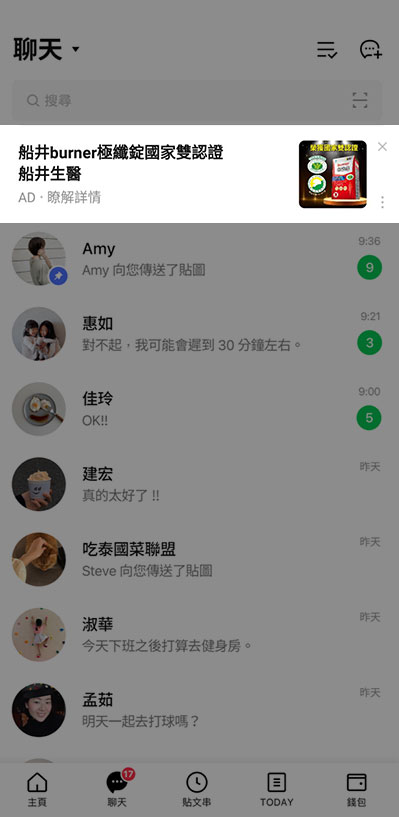 聊天
搜尋
船井burner極纖錠國家雙認證
船井生醫
AD・瞭解詳情
榮獲國家雙認證
Amy
9:36
Amy 向您傳送了貼圖
9
惠如
9:21
對不起，我可能會遲到 30 分鐘左右。
3
佳玲
9:00
OK!!
5
建宏
昨天
真的太好了 !!
吃泰國菜聯盟
昨天
Steve 向您傳送了貼圖
淑華
昨天
今天下班之後打算去健身房。
孟茹
昨天
明天一起去打球嗎？
17
主頁
聊天
貼文串
TODAY
錢包